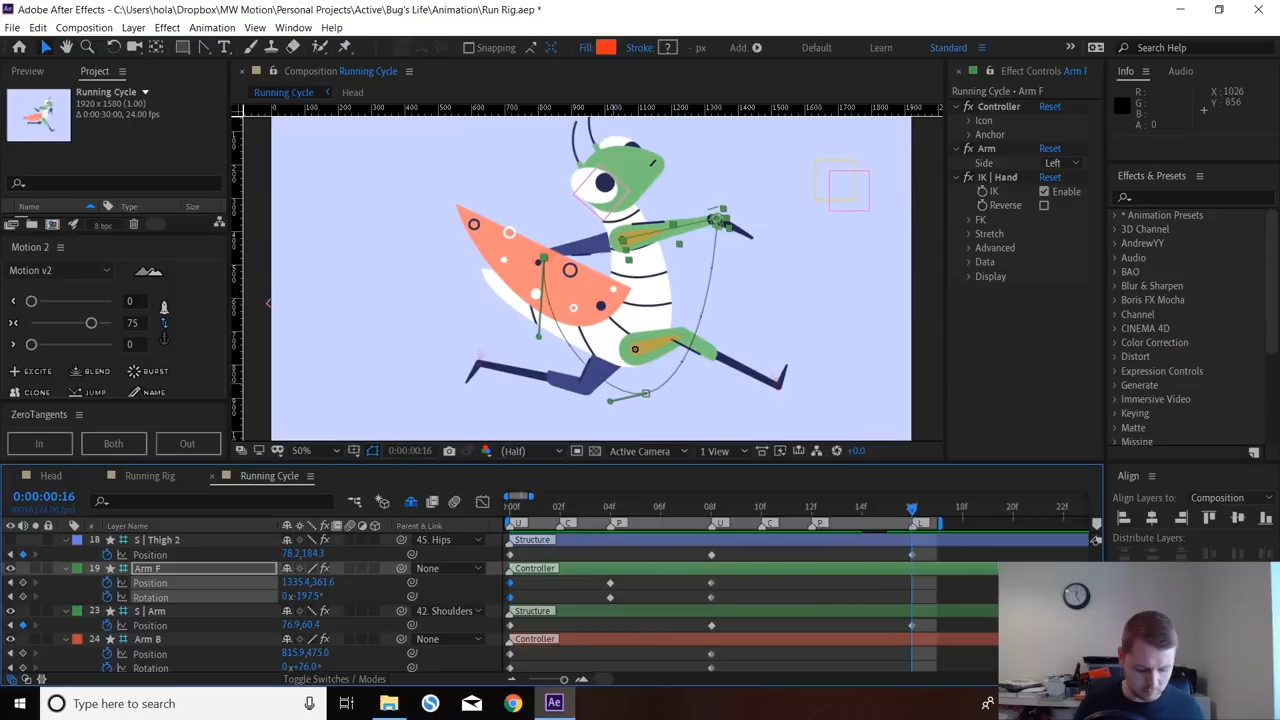 Adobe After Effects - C:\Users\hola\Dropbox\MW Motion\Personal Projects\Active\Bug's Life\Animation\Run Rig.aep *
File Edit Composition Layer Effect Animation View Window Help
Snapping Fill: Stroke: ? - px Add: Default Learn Standard Search Help
Preview Project
Composition Running Cycle
Effect Controls Arm F
Info Audio
Running Cycle
1920 x 1580 (1.00)
Δ 0:00:30:00, 24.00 fps
Running Cycle Head
Running Cycle • Arm F
Controller Reset
Icon
Anchor
Arm Reset
Side Left
IK | Hand Reset
IK Enable
Reverse
FK
Stretch
Advanced
Data
Display
R:
G:
B:
A: 0
X: 1026
Y: 856
Effects & Presets
* Animation Presets
3D Channel
AndrewYY
Audio
BAO
Blur & Sharpen
Boris FX Mocha
Channel
CINEMA 4D
Color Correction
Distort
Expression Controls
Generate
Immersive Video
Keying
Matte
Missing
Name
8 bpc
Motion 2
Motion v2
0
75
0
EXCITE BLEND BURST
CLONE JUMP NAME
ZeroTangents
In Both Out
50% 0:00:00:16 (Half) Active Camera 1 View +0.0
Head Running Rig Running Cycle
0:00:00:16
Align
Align Layers to: Composition
Distribute Layers:
02f 04f 08f 10f 12f 18f 20f 22f
# Layer Name Parent & Link
U C P U C P L
18 S | Thigh 2 45. Hips Structure
Position 78.2,184.3
19 Arm F None Controller
Position 1335.4,361.6
Rotation 0x-197.5°
23 S | Arm 42. Shoulders Structure
Position 76.9,60.4
24 Arm B None Controller
Position 815.9,475.0
Rotation 0x+76.0°
Toggle Switches / Modes
Type here to search
Ae